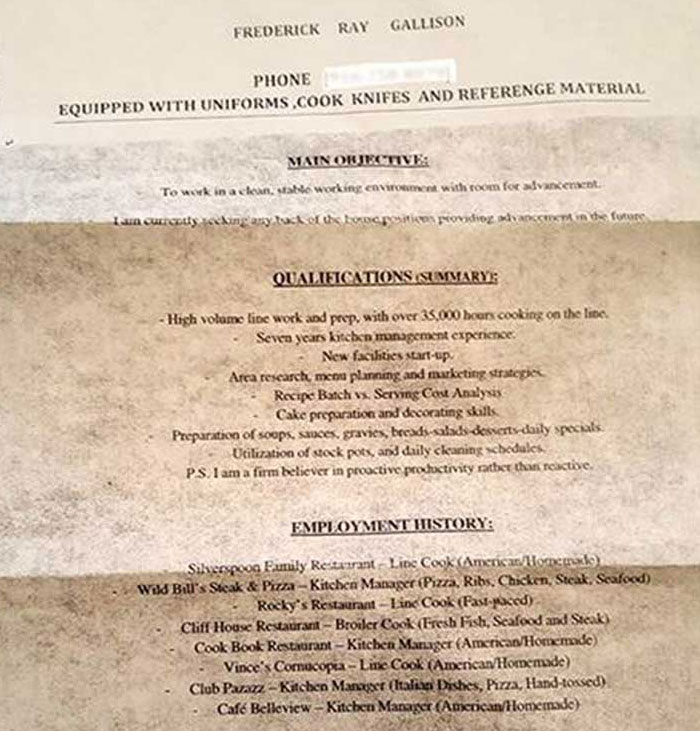 FREDERICK RAY GALLISON
PHONE
EQUIPPED WITH UNIFORMS ,COOK KNIFES AND REFERENGE MATERIAL
MAIN OBJECTIVE:
- To work in a clean, stable working environment with room for advancement.
I am currently seeking any back of the house positions providing advancement in the future.
QUALIFICATIONS (SUMMARY):
- High volume line work and prep, with over 35,000 hours cooking on the line.
- Seven years kitchen management experience.
- New facilities start-up.
- Area research, menu planning and marketing strategies.
- Recipe Batch vs. Serving Cost Analysis
- Cake preparation and decorating skills.
- Preparation of soups, sauces, gravies, breads-salads-desserts-daily specials.
- Utilization of stock pots, and daily cleaning schedules.
P.S. I am a firm believer in proactive productivity rather than reactive.
EMPLOYMENT HISTORY:
- Silverspoon Family Restaurant – Line Cook (American/Homemade)
- Wild Bill's Steak & Pizza – Kitchen Manager (Pizza, Ribs, Chicken, Steak, Seafood)
- Rocky's Restaurant – Line Cook (Fast-paced)
- Cliff House Restaurant – Broiler Cook (Fresh Fish, Seafood and Steak)
- Cook Book Restaurant – Kitchen Manager (American/Homemade)
- Vince's Cornucopia – Line Cook (American/Homemade)
- Club Pazazz – Kitchen Manager (Italian Dishes, Pizza, Hand-tossed)
- Café Belleview – Kitchen Manager (American/Homemade)